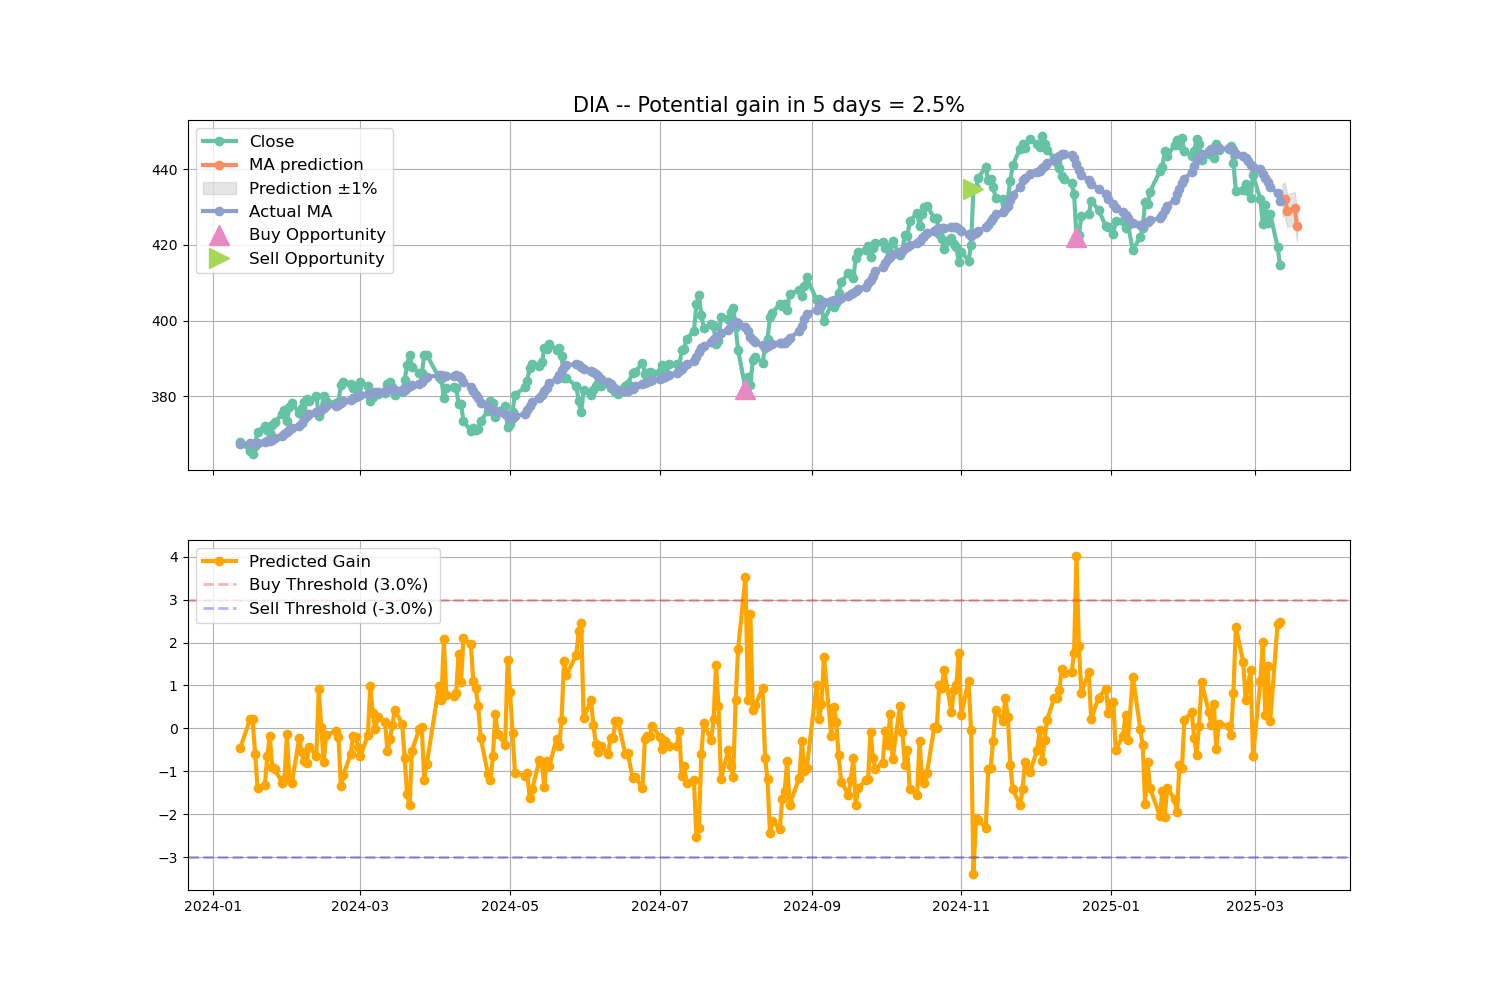 DIA -- Potential gain in 5 days = 2.5%
Close
MA prediction
Prediction ±1%
Actual MA
Buy Opportunity
Sell Opportunity
440
420
400
380
Predicted Gain
Buy Threshold (3.0%)
Sell Threshold (-3.0%)
4
3
2
1
0
−1
−2
−3
2024-01 2024-03 2024-05 2024-07 2024-09 2024-11 2025-01 2025-03